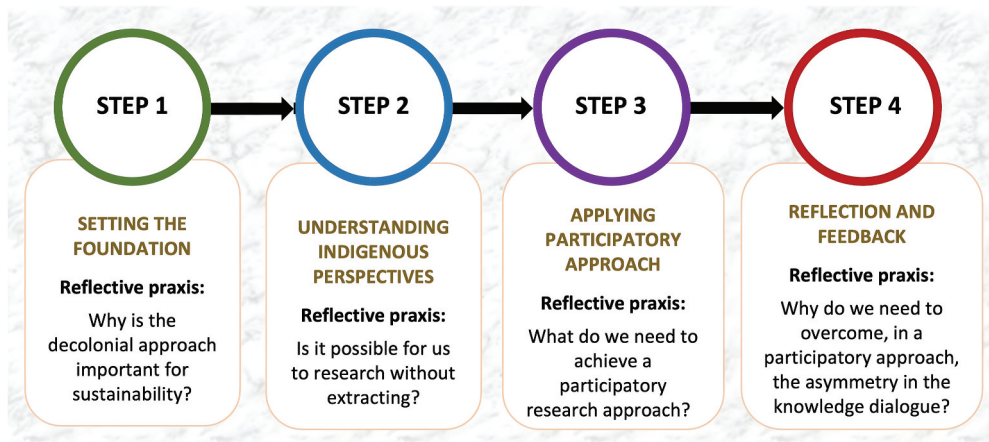 STEP 1
SETTING THE
FOUNDATION
Reflective praxis:
Why is the
decolonial approach
important for
sustainability?
STEP 2
UNDERSTANDING
INDIGENOUS
PERSPECTIVES
Reflective praxis:
Is it possible for us
to research without
extracting?
STEP 3
APPLYING
PARTICIPATORY
APPROACH
Reflective praxis:
What do we need to
achieve a
participatory
research approach?
STEP 4
REFLECTION AND
FEEDBACK
Reflective praxis:
Why do we need to
overcome, in a
participatory approach,
the asymmetry in the
knowledge dialogue?